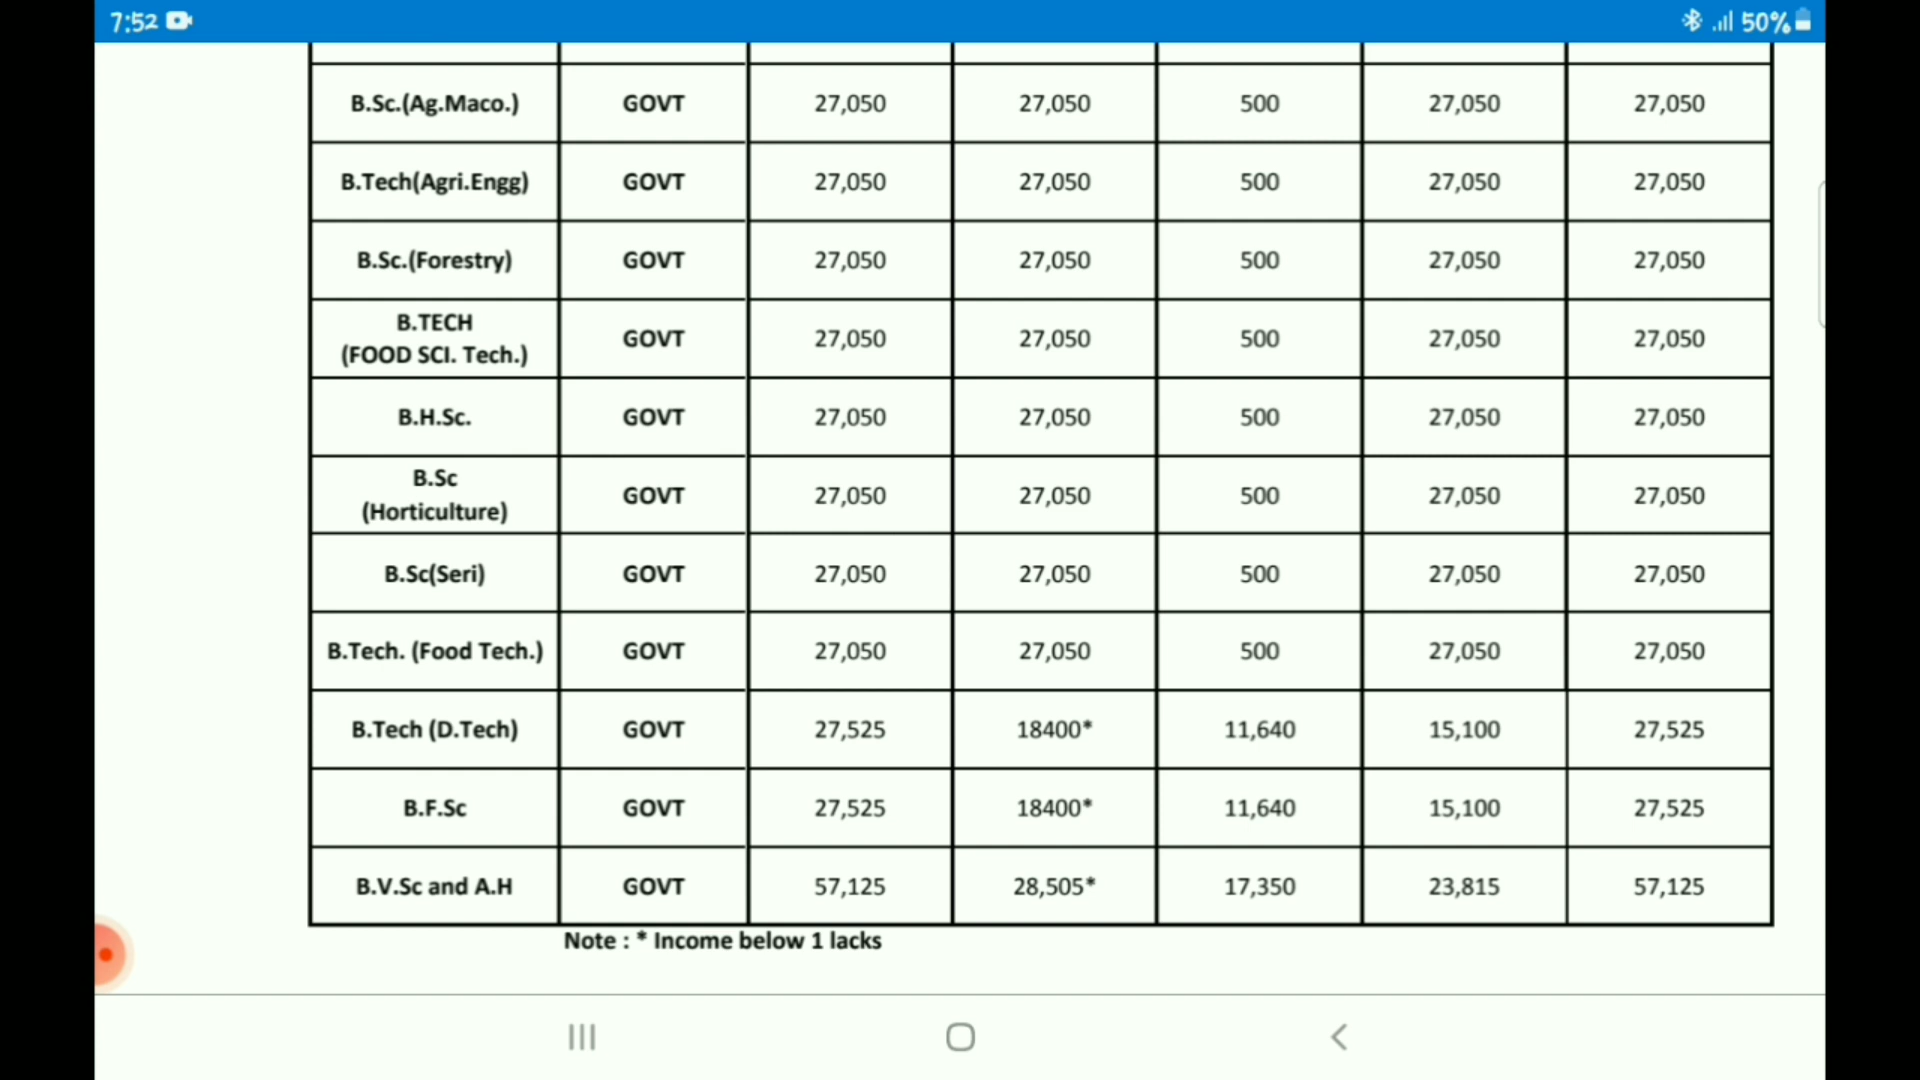 7:52 50%
B.Sc.(Ag.Maco.) GOVT 27,050 27,050 500 27,050 27,050
B.Tech(Agri.Engg) GOVT 27,050 27,050 500 27,050 27,050
B.Sc.(Forestry) GOVT 27,050 27,050 500 27,050 27,050
B.TECH
(FOOD SCI. Tech.) GOVT 27,050 27,050 500 27,050 27,050
B.H.Sc. GOVT 27,050 27,050 500 27,050 27,050
B.Sc
(Horticulture) GOVT 27,050 27,050 500 27,050 27,050
B.Sc(Seri) GOVT 27,050 27,050 500 27,050 27,050
B.Tech. (Food Tech.) GOVT 27,050 27,050 500 27,050 27,050
B.Tech (D.Tech) GOVT 27,525 18400* 11,640 15,100 27,525
B.F.Sc GOVT 27,525 18400* 11,640 15,100 27,525
B.V.Sc and A.H GOVT 57,125 28,505* 17,350 23,815 57,125
Note : * Income below 1 lacks